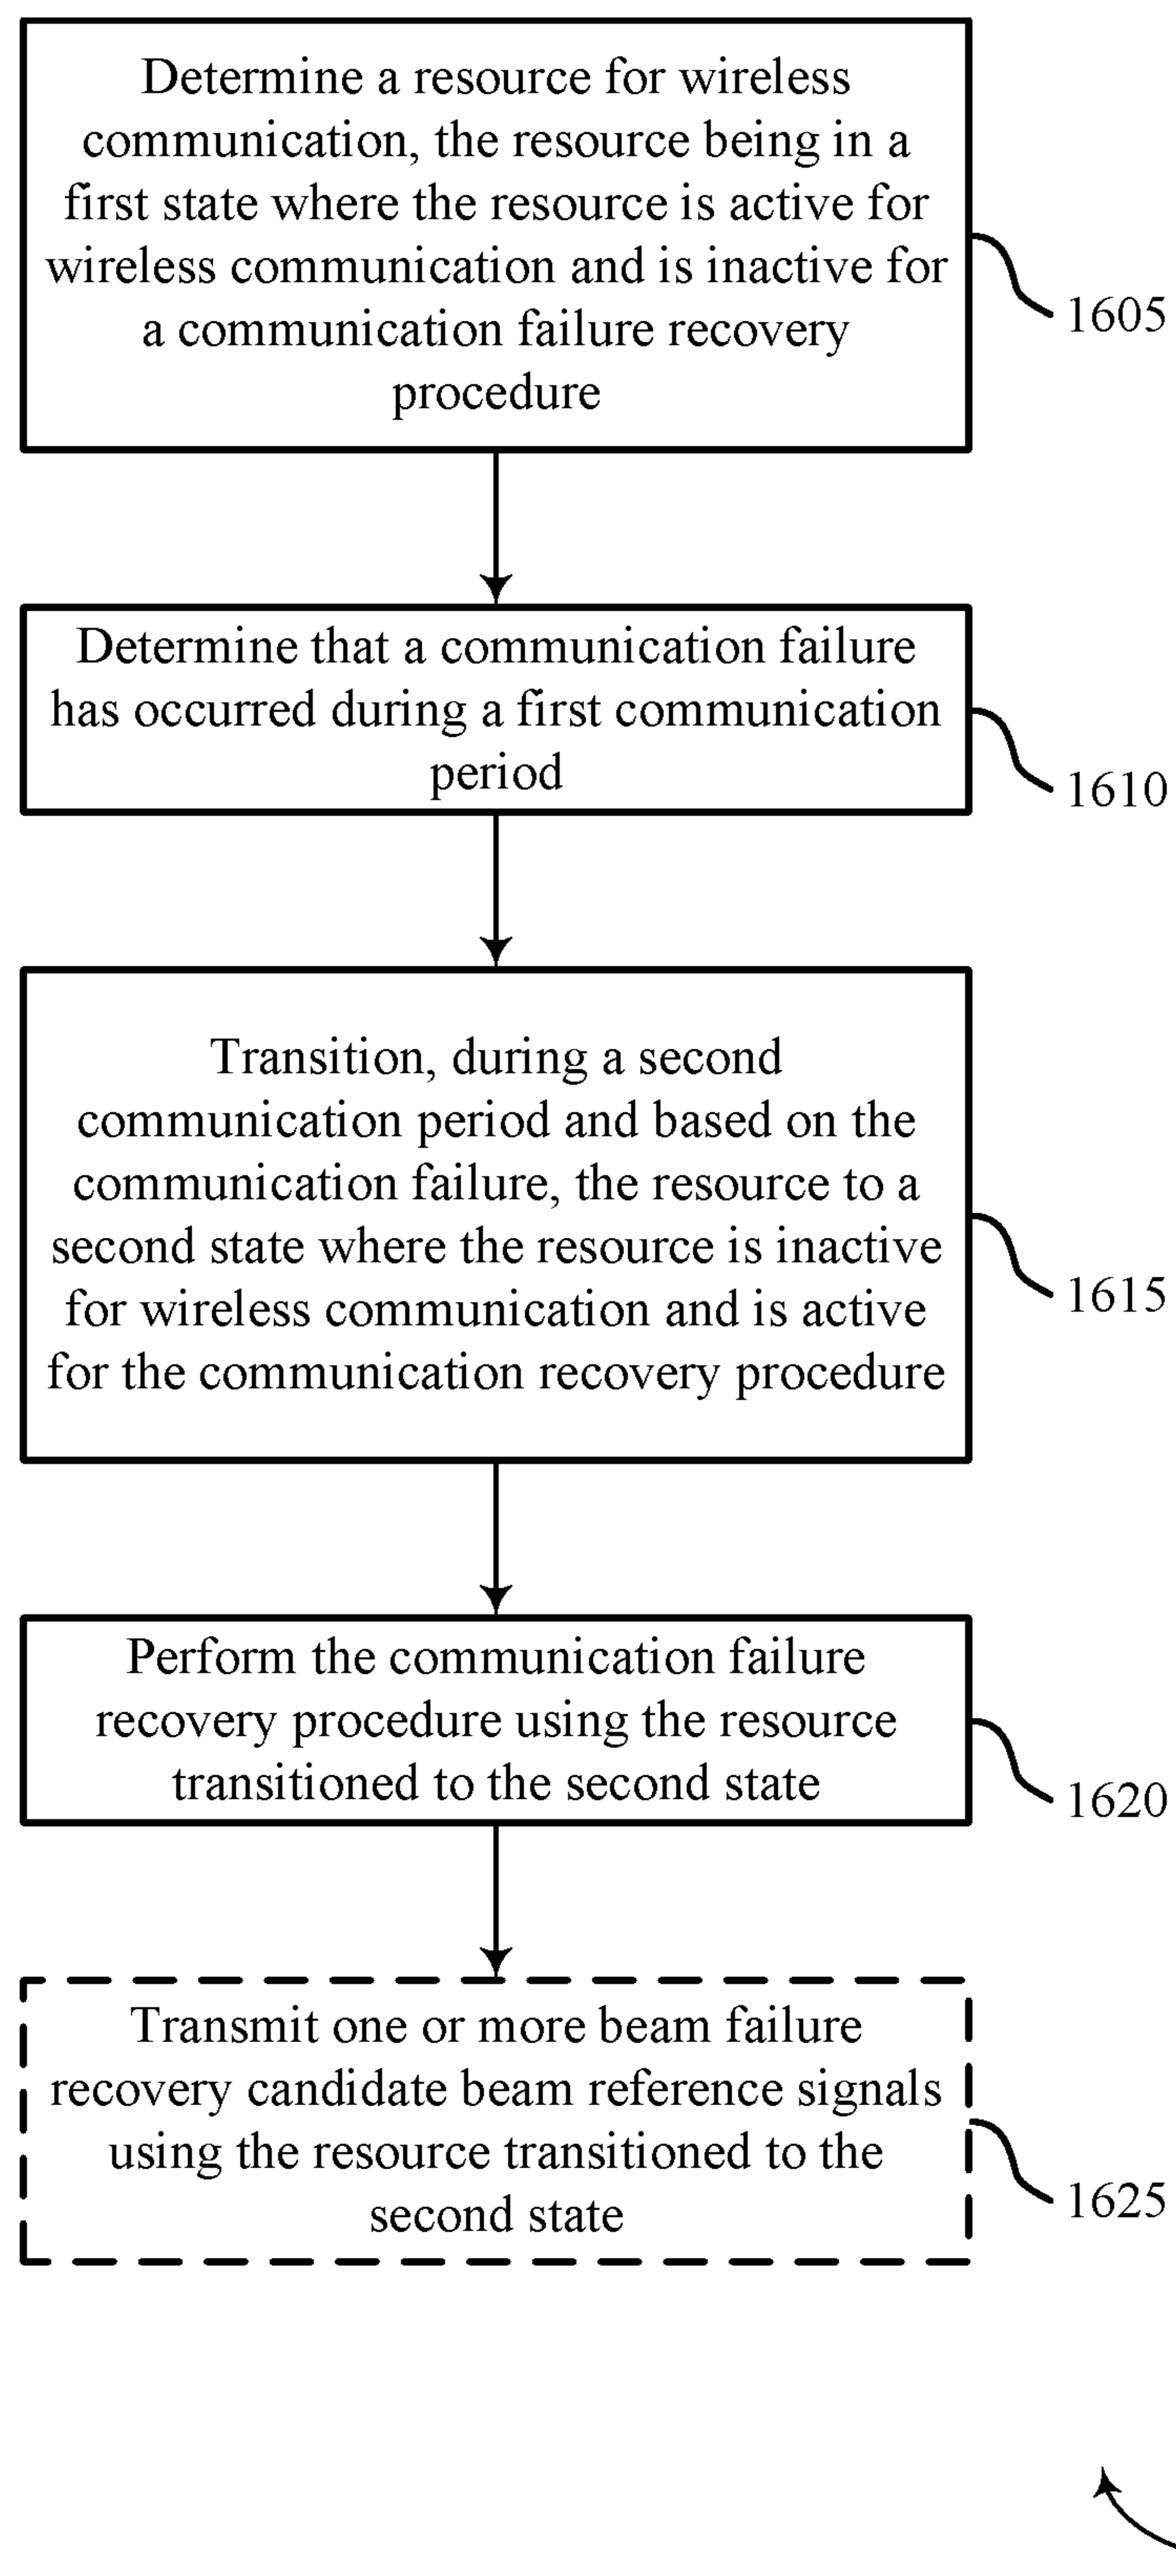 Determine a resource for wireless
communication, the resource being in a
first state where the resource is active for
wireless communication and is inactive for
a communication failure recovery
procedure
1605
Determine that a communication failure
has occurred during a first communication
period
1610
Transition, during a second
communication period and based on the
communication failure, the resource to a
second state where the resource is inactive
for wireless communication and is active
for the communication recovery procedure
1615
Perform the communication failure
recovery procedure using the resource
transitioned to the second state
1620
Transmit one or more beam failure
recovery candidate beam reference signals
using the resource transitioned to the
second state
1625